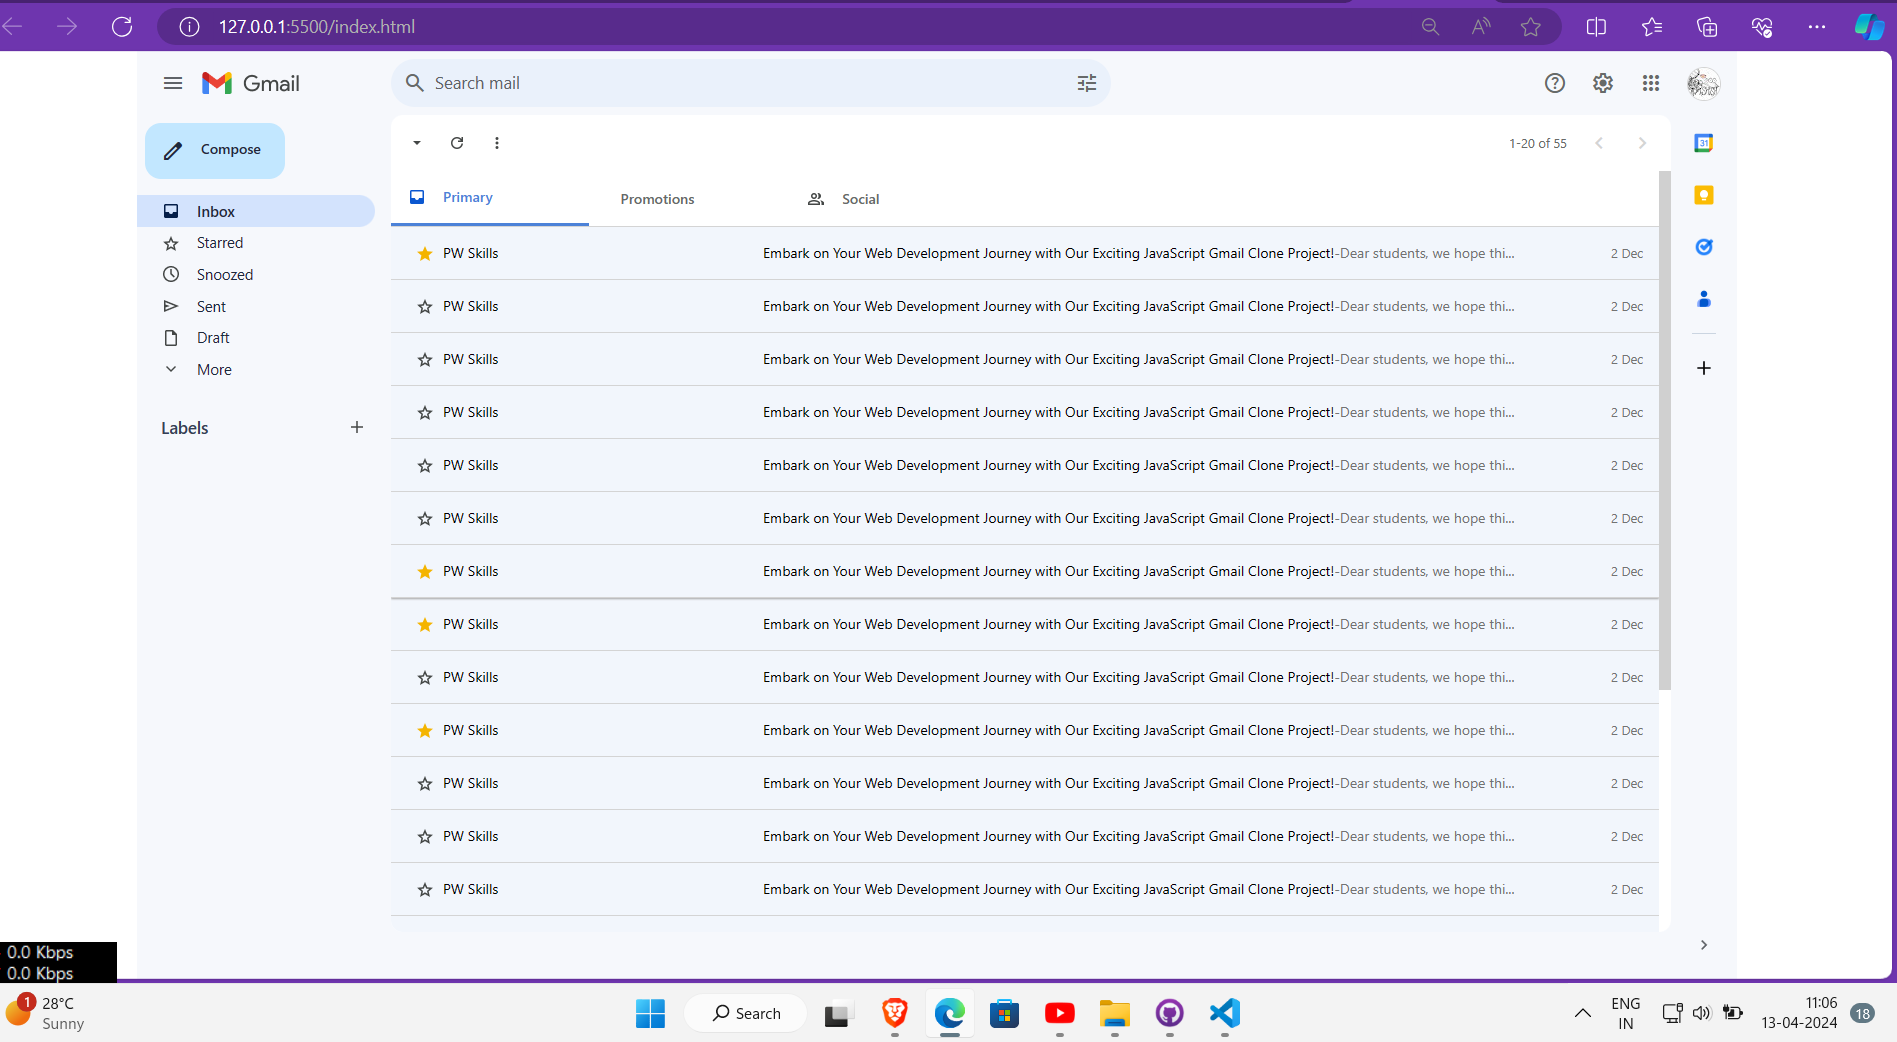 127.0.0.1:5500/index.html
Gmail
Search mail
Compose
1-20 of 55
31
Primary
Promotions
Social
Inbox
Starred
Snoozed
Sent
Draft
More
Labels
PW Skills Embark on Your Web Development Journey with Our Exciting JavaScript Gmail Clone Project!-Dear students, we hope thi... 2 Dec
PW Skills Embark on Your Web Development Journey with Our Exciting JavaScript Gmail Clone Project!-Dear students, we hope thi... 2 Dec
PW Skills Embark on Your Web Development Journey with Our Exciting JavaScript Gmail Clone Project!-Dear students, we hope thi... 2 Dec
PW Skills Embark on Your Web Development Journey with Our Exciting JavaScript Gmail Clone Project!-Dear students, we hope thi... 2 Dec
PW Skills Embark on Your Web Development Journey with Our Exciting JavaScript Gmail Clone Project!-Dear students, we hope thi... 2 Dec
PW Skills Embark on Your Web Development Journey with Our Exciting JavaScript Gmail Clone Project!-Dear students, we hope thi... 2 Dec
PW Skills Embark on Your Web Development Journey with Our Exciting JavaScript Gmail Clone Project!-Dear students, we hope thi... 2 Dec
PW Skills Embark on Your Web Development Journey with Our Exciting JavaScript Gmail Clone Project!-Dear students, we hope thi... 2 Dec
PW Skills Embark on Your Web Development Journey with Our Exciting JavaScript Gmail Clone Project!-Dear students, we hope thi... 2 Dec
PW Skills Embark on Your Web Development Journey with Our Exciting JavaScript Gmail Clone Project!-Dear students, we hope thi... 2 Dec
PW Skills Embark on Your Web Development Journey with Our Exciting JavaScript Gmail Clone Project!-Dear students, we hope thi... 2 Dec
PW Skills Embark on Your Web Development Journey with Our Exciting JavaScript Gmail Clone Project!-Dear students, we hope thi... 2 Dec
PW Skills Embark on Your Web Development Journey with Our Exciting JavaScript Gmail Clone Project!-Dear students, we hope thi... 2 Dec
0.0 Kbps
0.0 Kbps
1
28°C
Sunny
Search
ENG
IN
11:06
13-04-2024
18